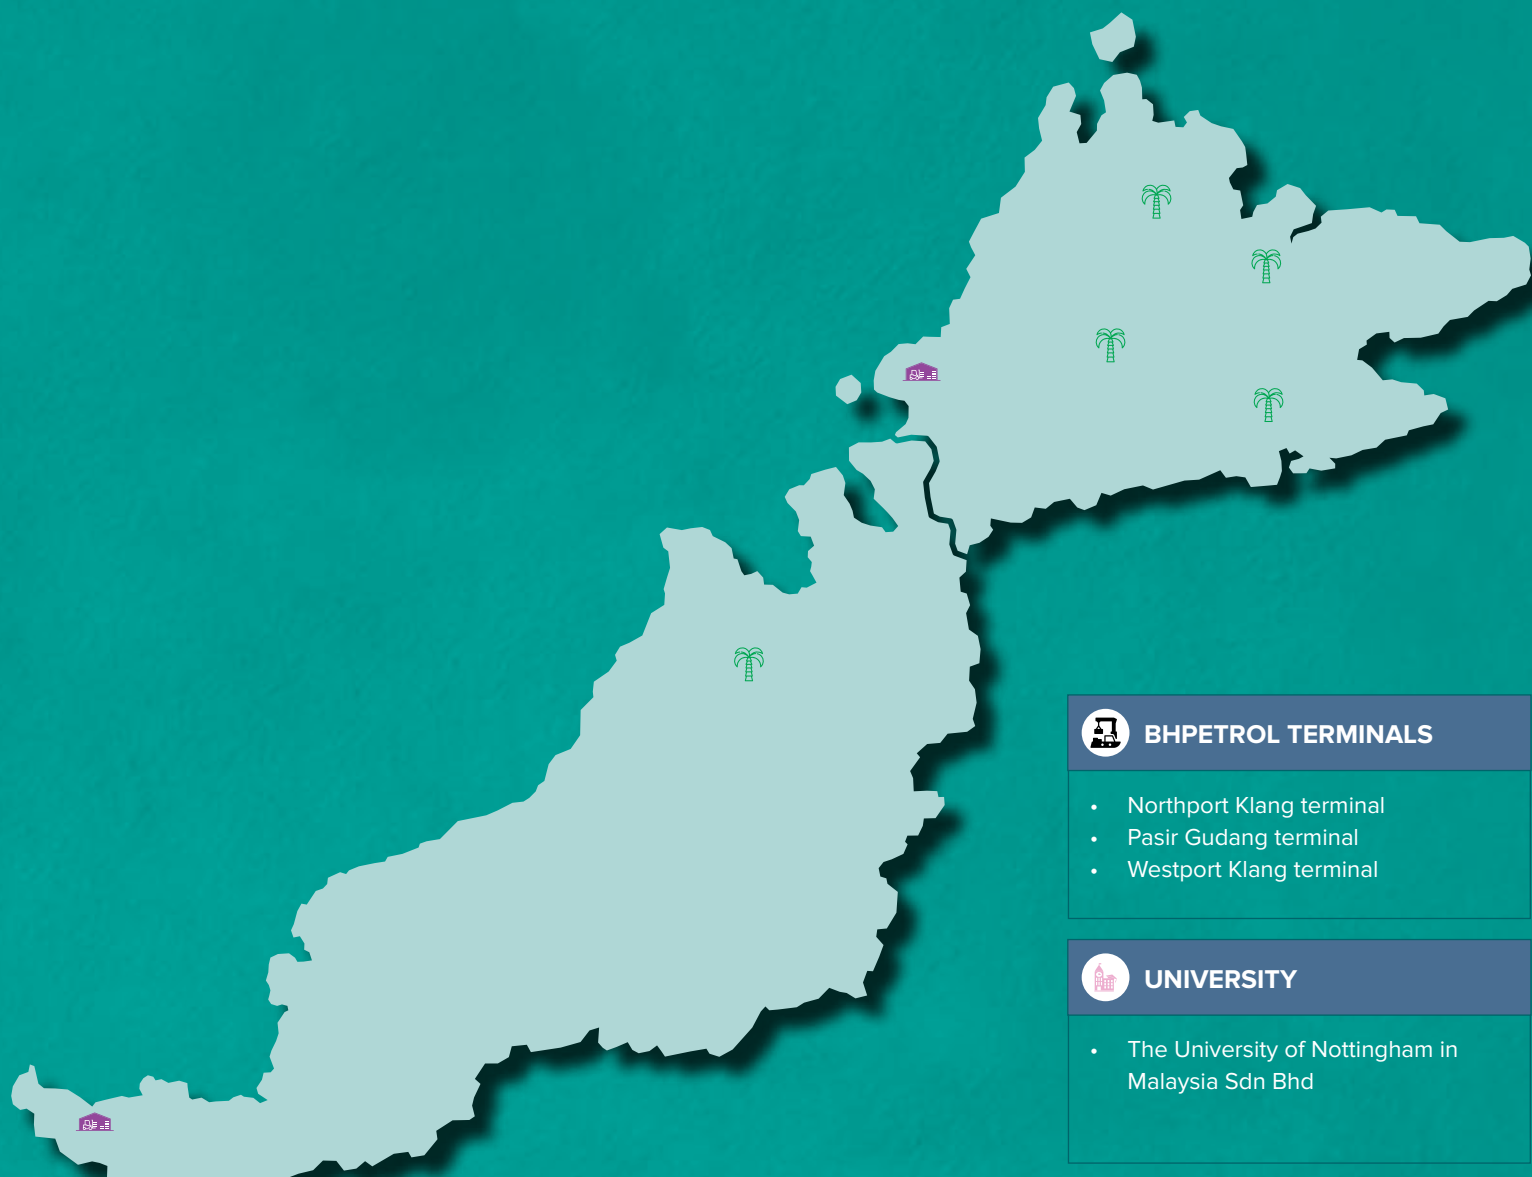 BHPETROL TERMINALS
• Northport Klang terminal
• Pasir Gudang terminal
• Westport Klang terminal
UNIVERSITY
• The University of Nottingham in
Malaysia Sdn Bhd